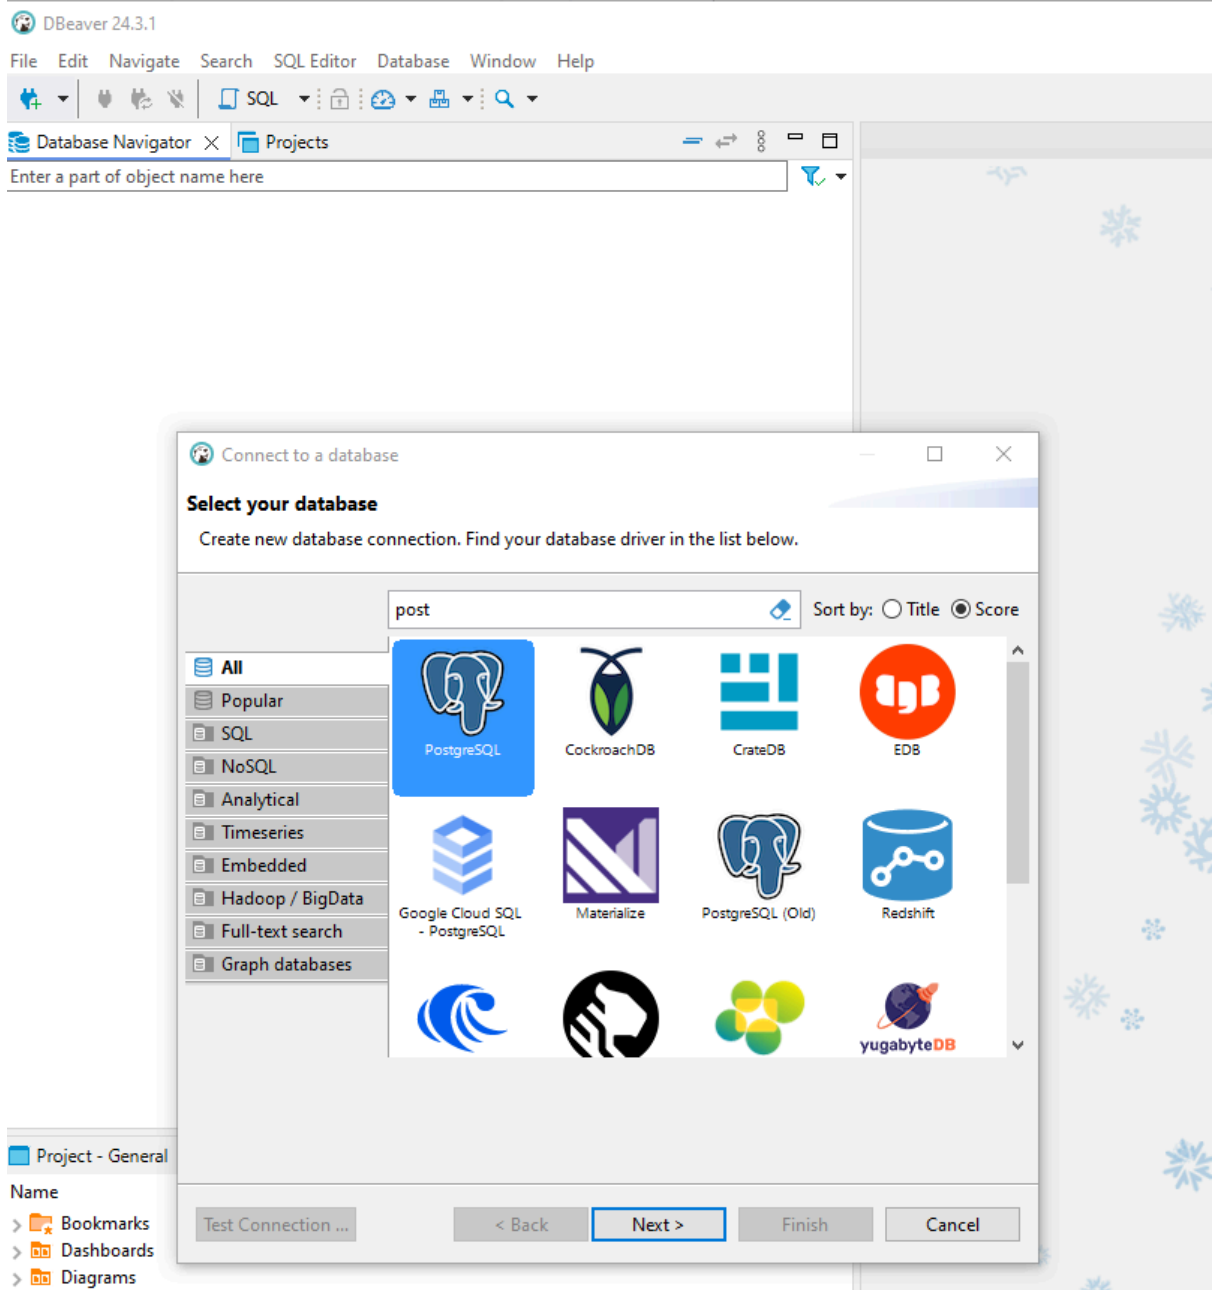 DBeaver 24.3.1
File Edit Navigate Search SQL Editor Database Window Help
SQL
Database Navigator Projects
Enter a part of object name here
Connect to a database
Select your database
Create new database connection. Find your database driver in the list below.
post
Sort by: Title Score
All
Popular
SQL
NoSQL
Analytical
Timeseries
Embedded
Hadoop / BigData
Full-text search
Graph databases
PostgreSQL CockroachDB CrateDB EDB
Google Cloud SQL
- PostgreSQL
Materialize PostgreSQL (Old) Redshift
yugabyteDB
Project - General
Name
Bookmarks
Dashboards
Diagrams
Test Connection ... < Back Next > Finish Cancel